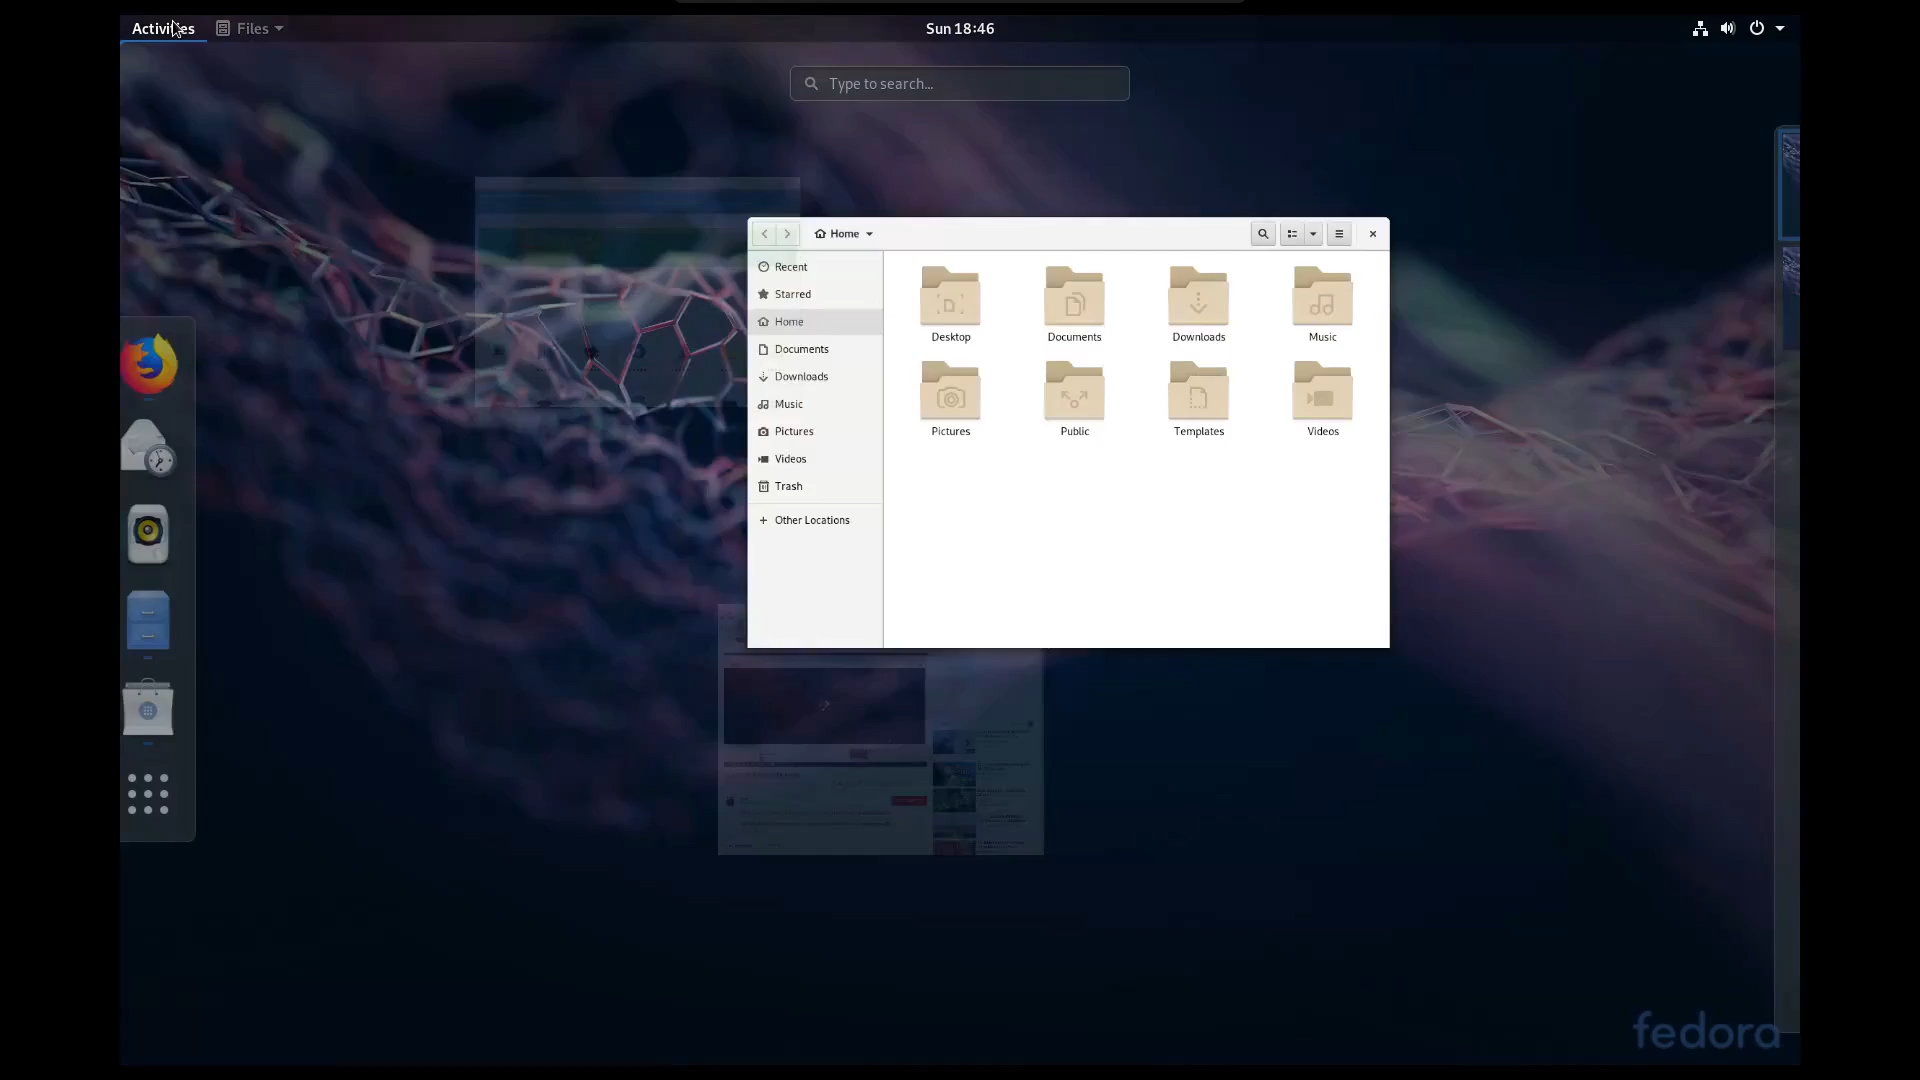 Activities
Files
Sun 18:46
Type to search...
Home
Recent
Starred
Home
Documents
Downloads
Music
Pictures
Videos
Trash
Other Locations
Desktop
Documents
Downloads
Music
Pictures
Public
Templates
Videos
fedora